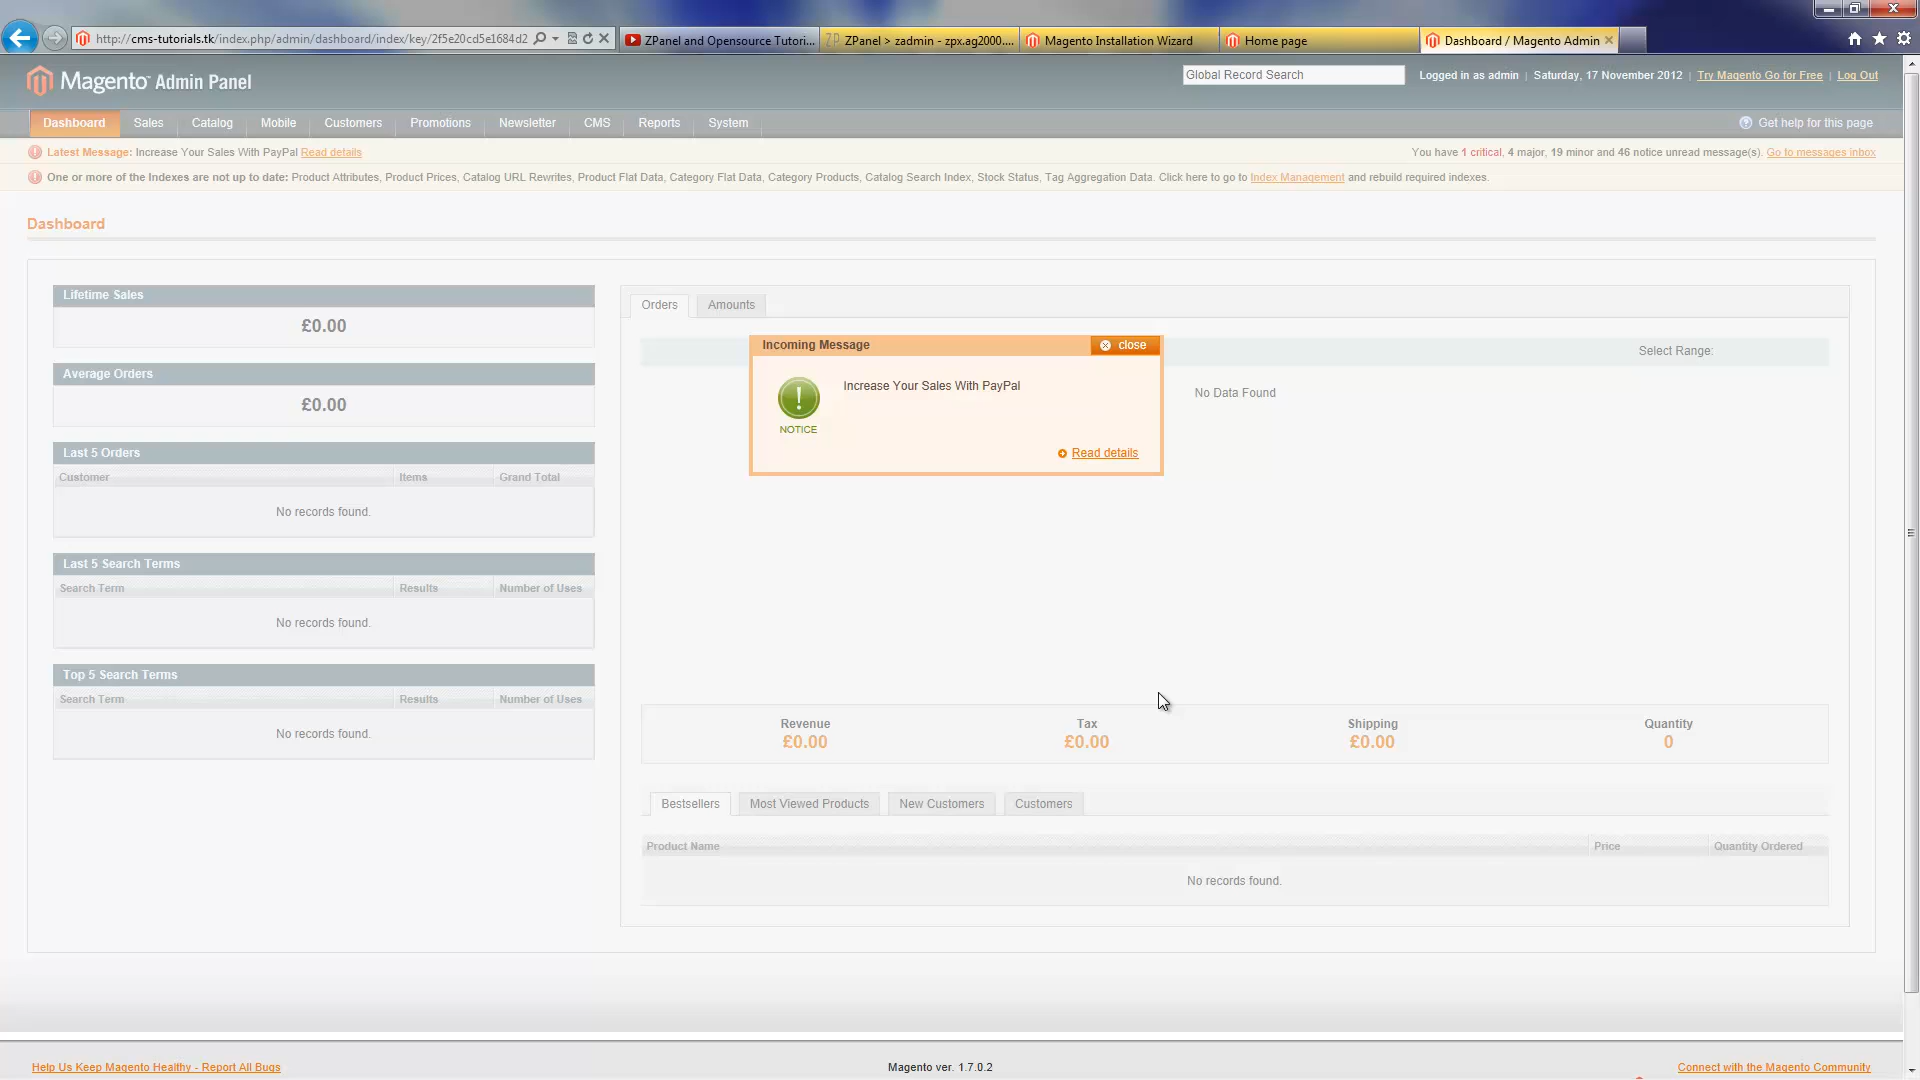 http://cms-tutorials.tk/index.php/admin/dashboard/index/key/2f5e20cd5e1684d2
ZPanel and Opensource Tutori...
ZPanel > zadmin - zpx.ag2000....
Magento Installation Wizard
Home page
Dashboard / Magento Admin
Magento Admin Panel
Global Record Search
Logged in as admin | Saturday, 17 November 2012 | Try Magento Go for Free | Log Out
Dashboard Sales Catalog Mobile Customers Promotions Newsletter CMS Reports System
Get help for this page
Latest Message: Increase Your Sales With PayPal Read details
You have 1 critical, 4 major, 19 minor and 46 notice unread message(s). Go to messages inbox
One or more of the Indexes are not up to date: Product Attributes, Product Prices, Catalog URL Rewrites, Product Flat Data, Category Flat Data, Category Products, Catalog Search Index, Stock Status, Tag Aggregation Data. Click here to go to Index Management and rebuild required indexes.
Dashboard
Lifetime Sales
£0.00
Average Orders
£0.00
Last 5 Orders
Customer Items Grand Total
No records found.
Last 5 Search Terms
Search Term Results Number of Uses
No records found.
Top 5 Search Terms
Search Term Results Number of Uses
No records found.
Orders Amounts
Select Range:
No Data Found
Incoming Message
close
Increase Your Sales With PayPal
NOTICE
Read details
Revenue Tax Shipping Quantity
£0.00 £0.00 £0.00 0
Bestsellers Most Viewed Products New Customers Customers
Product Name Price Quantity Ordered
No records found.
Help Us Keep Magento Healthy - Report All Bugs
Magento ver. 1.7.0.2
Connect with the Magento Community